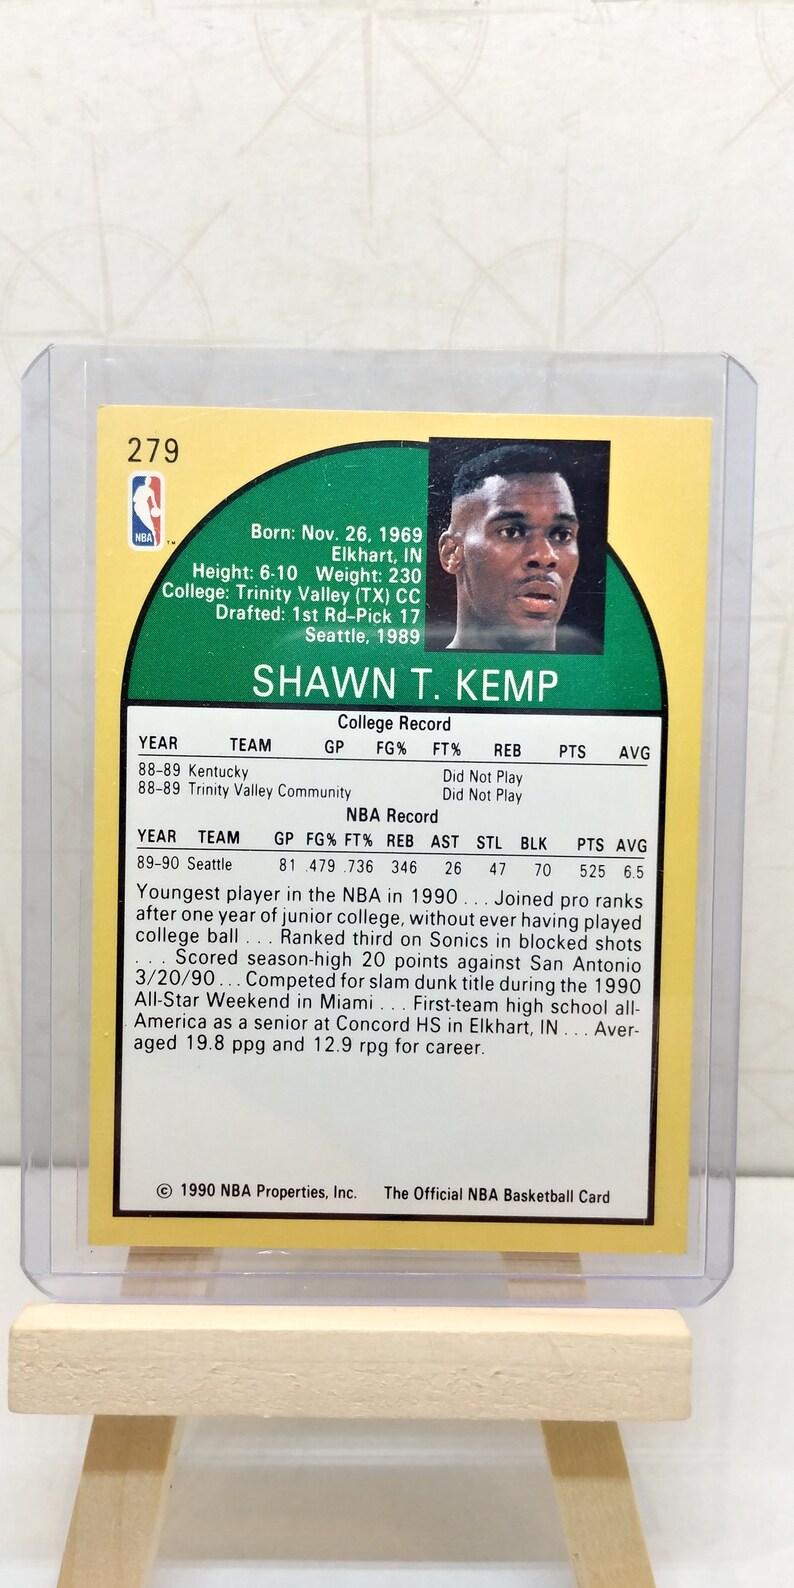 279
NBA
TM
Born: Nov. 26, 1969
Elkhart, IN
Height: 6-10 Weight: 230
College: Trinity Valley (TX) CC
Drafted: 1st Rd–Pick 17
Seattle, 1989
SHAWN T. KEMP
College Record
YEAR TEAM GP FG% FT% REB PTS AVG
88–89 Kentucky Did Not Play
88–89 Trinity Valley Community Did Not Play
NBA Record
YEAR TEAM GP FG% FT% REB AST STL BLK PTS AVG
89-90 Seattle 81 .479 .736 346 26 47 70 525 6.5
Youngest player in the NBA in 1990 . . . Joined pro ranks
after one year of junior college, without ever having played
college ball . . . Ranked third on Sonics in blocked shots
. . . Scored season-high 20 points against San Antonio
3/20/90 . . . Competed for slam dunk title during the 1990
All-Star Weekend in Miami . . . First-team high school all-
America as a senior at Concord HS in Elkhart, IN . . . Aver-
aged 19.8 ppg and 12.9 rpg for career.
© 1990 NBA Properties, Inc. The Official NBA Basketball Card